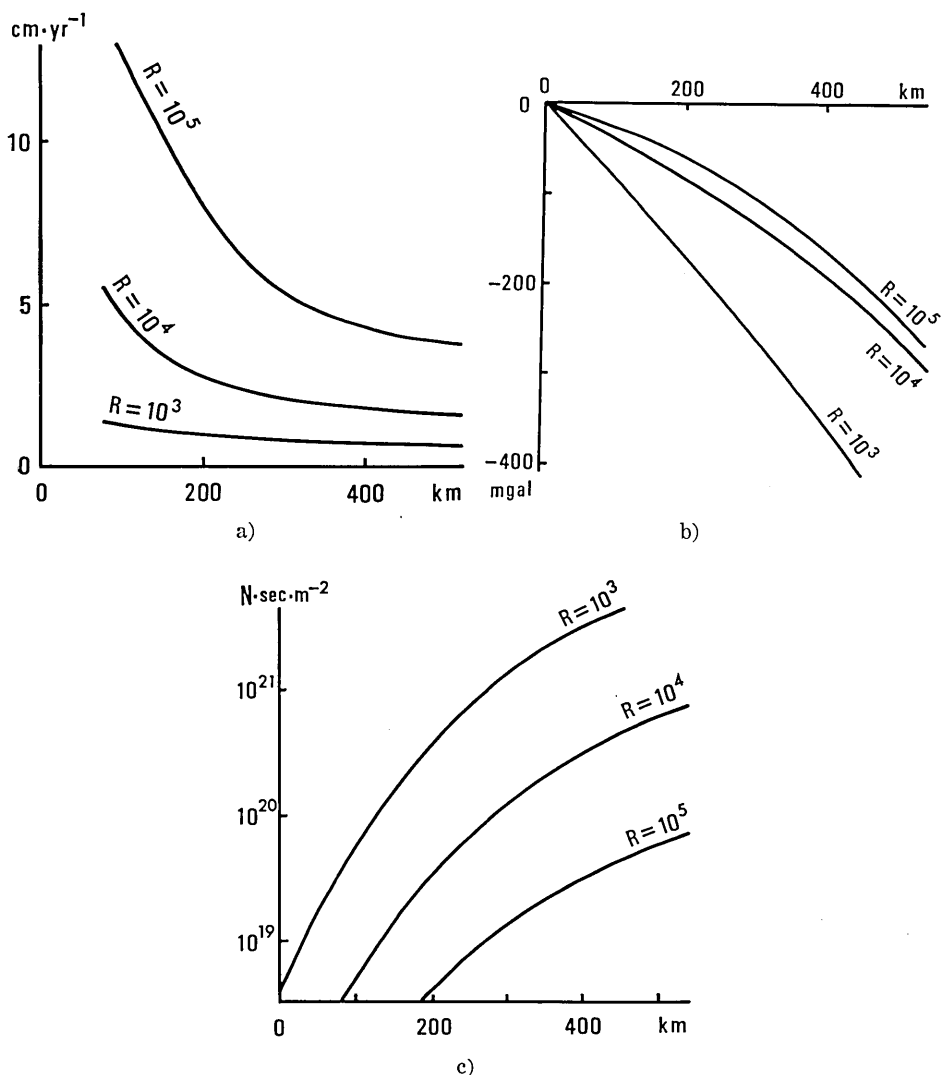 cm·yr⁻¹
10
5
0
R = 10⁵
R = 10⁴
R = 10³
0 200 400 km
a)
0 200 400 km
0
−200
−400
mgal
R = 10⁵
R = 10⁴
R = 10³
b)
N·sec·m⁻²
10²¹
10²⁰
10¹⁹
R = 10³
R = 10⁴
R = 10⁵
0 200 400 km
c)